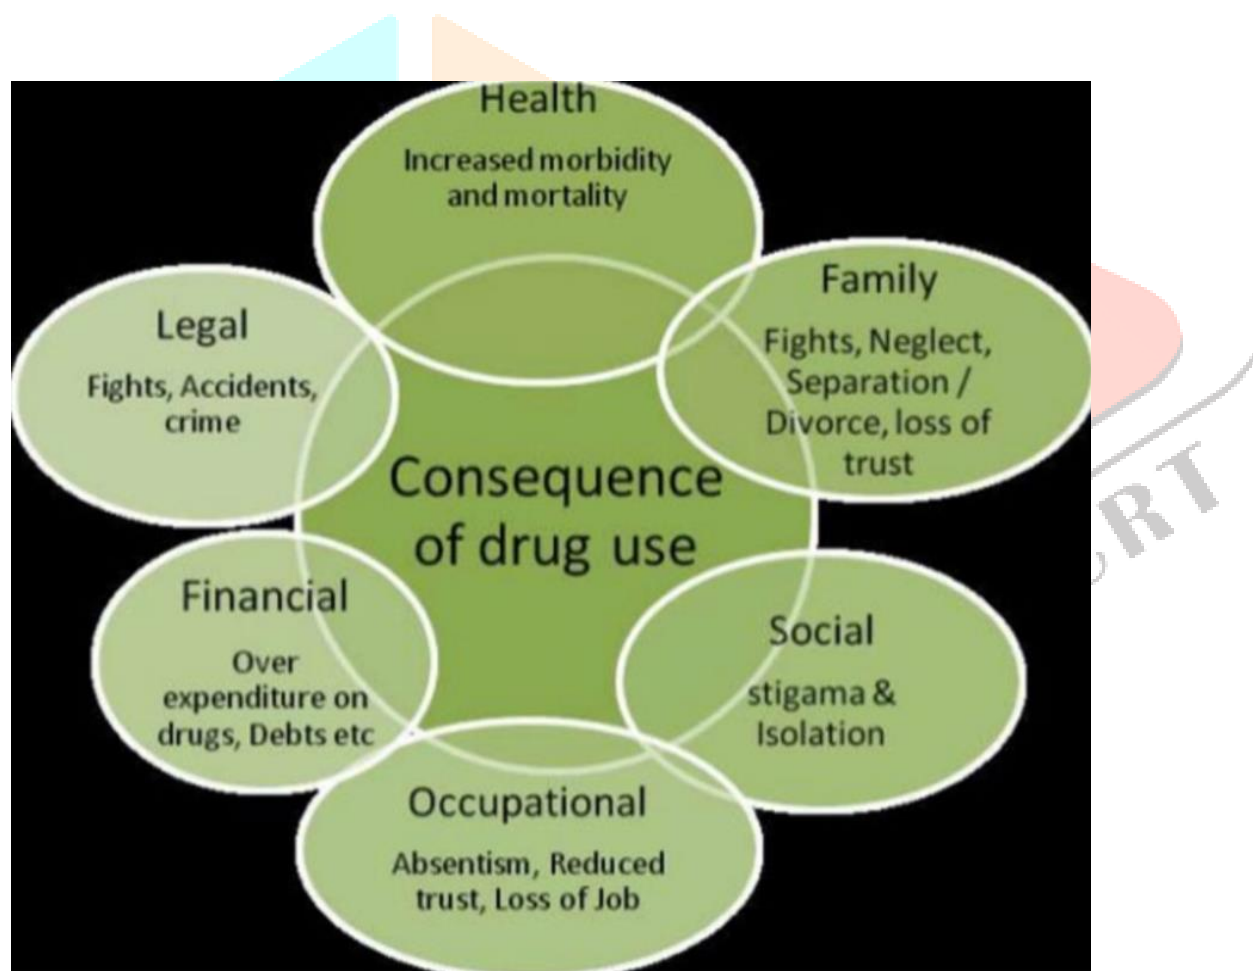 Health
Increased morbidity
and mortality
Family
Fights, Neglect,
Separation /
Divorce, loss of
trust
Legal
Fights, Accidents,
crime
Consequence
of drug use
Financial
Over
expenditure on
drugs, Debts etc
Social
stigama &
Isolation
Occupational
Absentism, Reduced
trust, Loss of Job